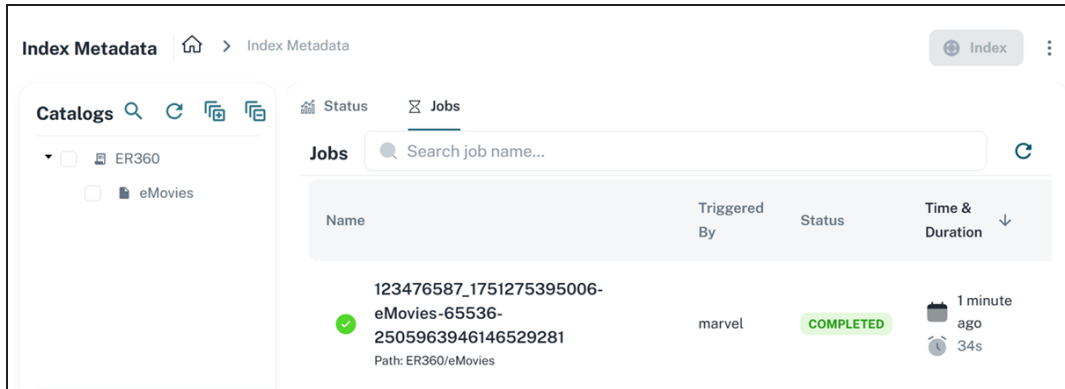 Index Metadata
Index Metadata
Index
Catalogs
ER360
eMovies
Status
Jobs
Jobs
Search job name...
Name
Triggered
By
Status
Time &
Duration
123476587_1751275395006-
eMovies-65536-
2505963946146529281
Path: ER360/eMovies
marvel
COMPLETED
1 minute
ago
34s